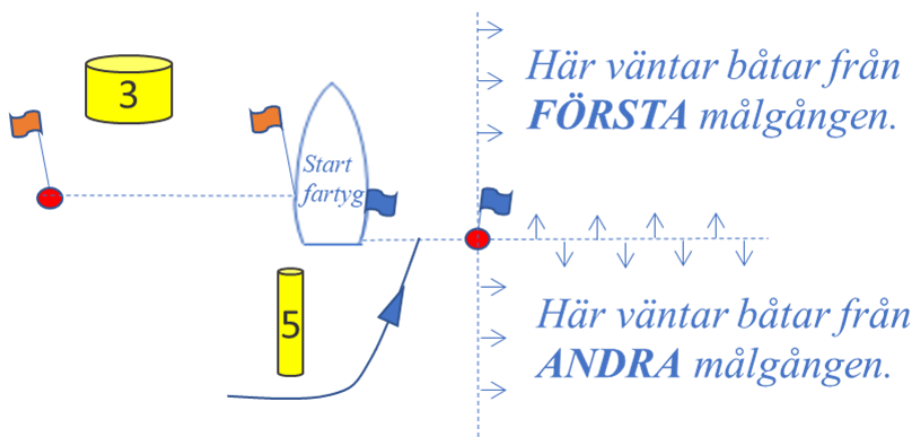 3
Start
fartyg
5
Här väntar båtar från
FÖRSTA målgången.
Här väntar båtar från
ANDRA målgången.